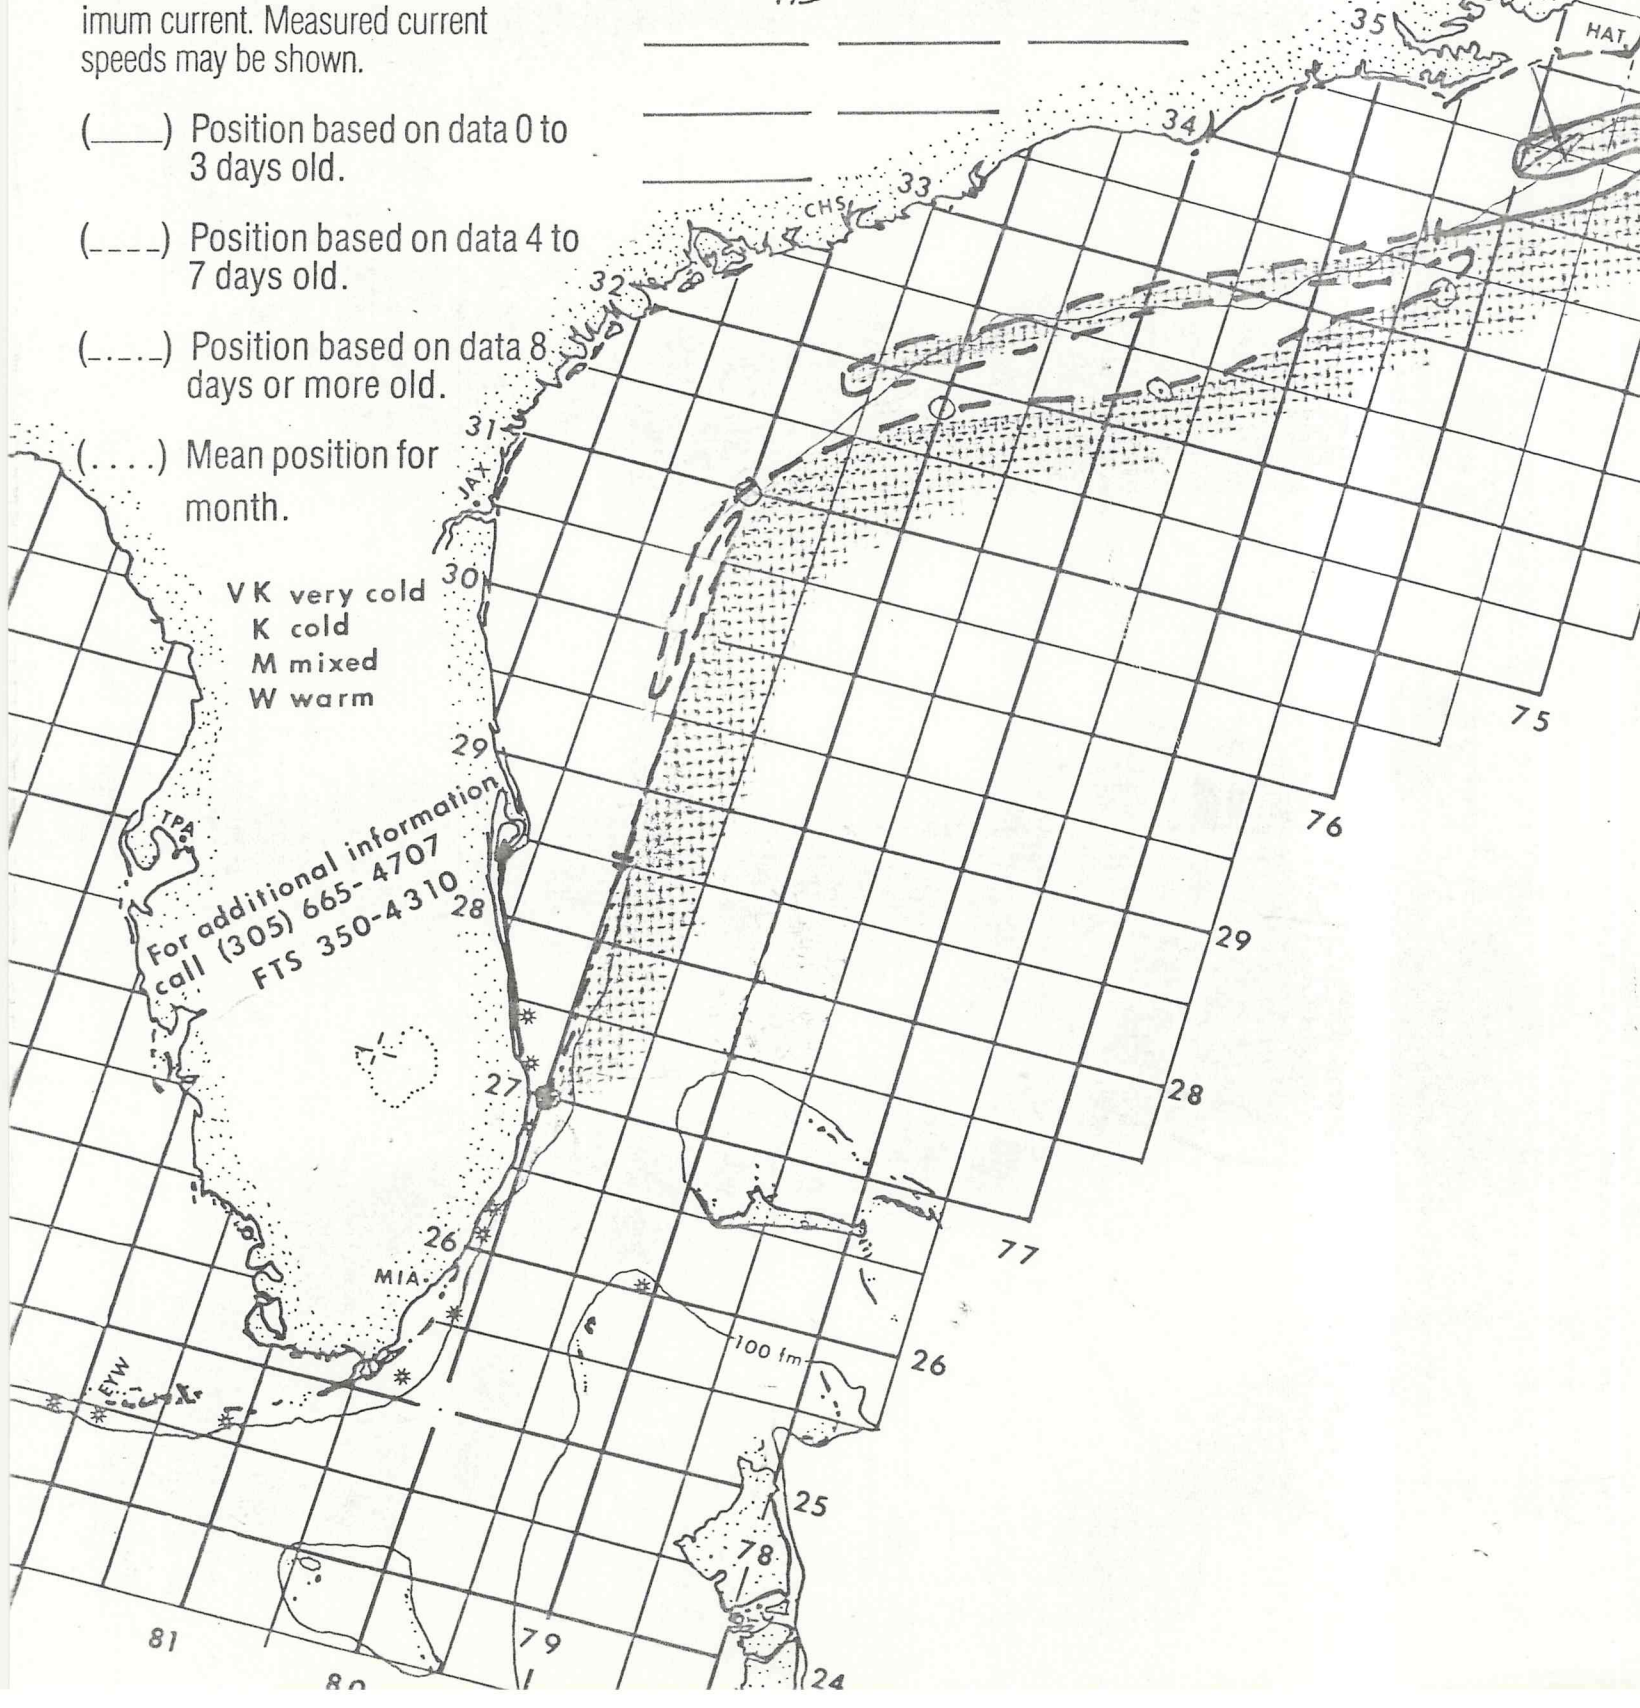 imum current. Measured current
speeds may be shown.
(____) Position based on data 0 to
3 days old.
(_ _ _ _) Position based on data 4 to
7 days old.
(_._._) Position based on data 8
days or more old.
(. . . .) Mean position for
month.
VK very cold
K cold
M mixed
W warm
For additional information
call (305) 665-4707
FTS 350-4310
35
HAT.
34
33
CHS
32
31
JAX
30
29
TPA
28
27
26
MIA
EYW
75
76
29
28
77
100 fm
26
25
78
79
81
80
24